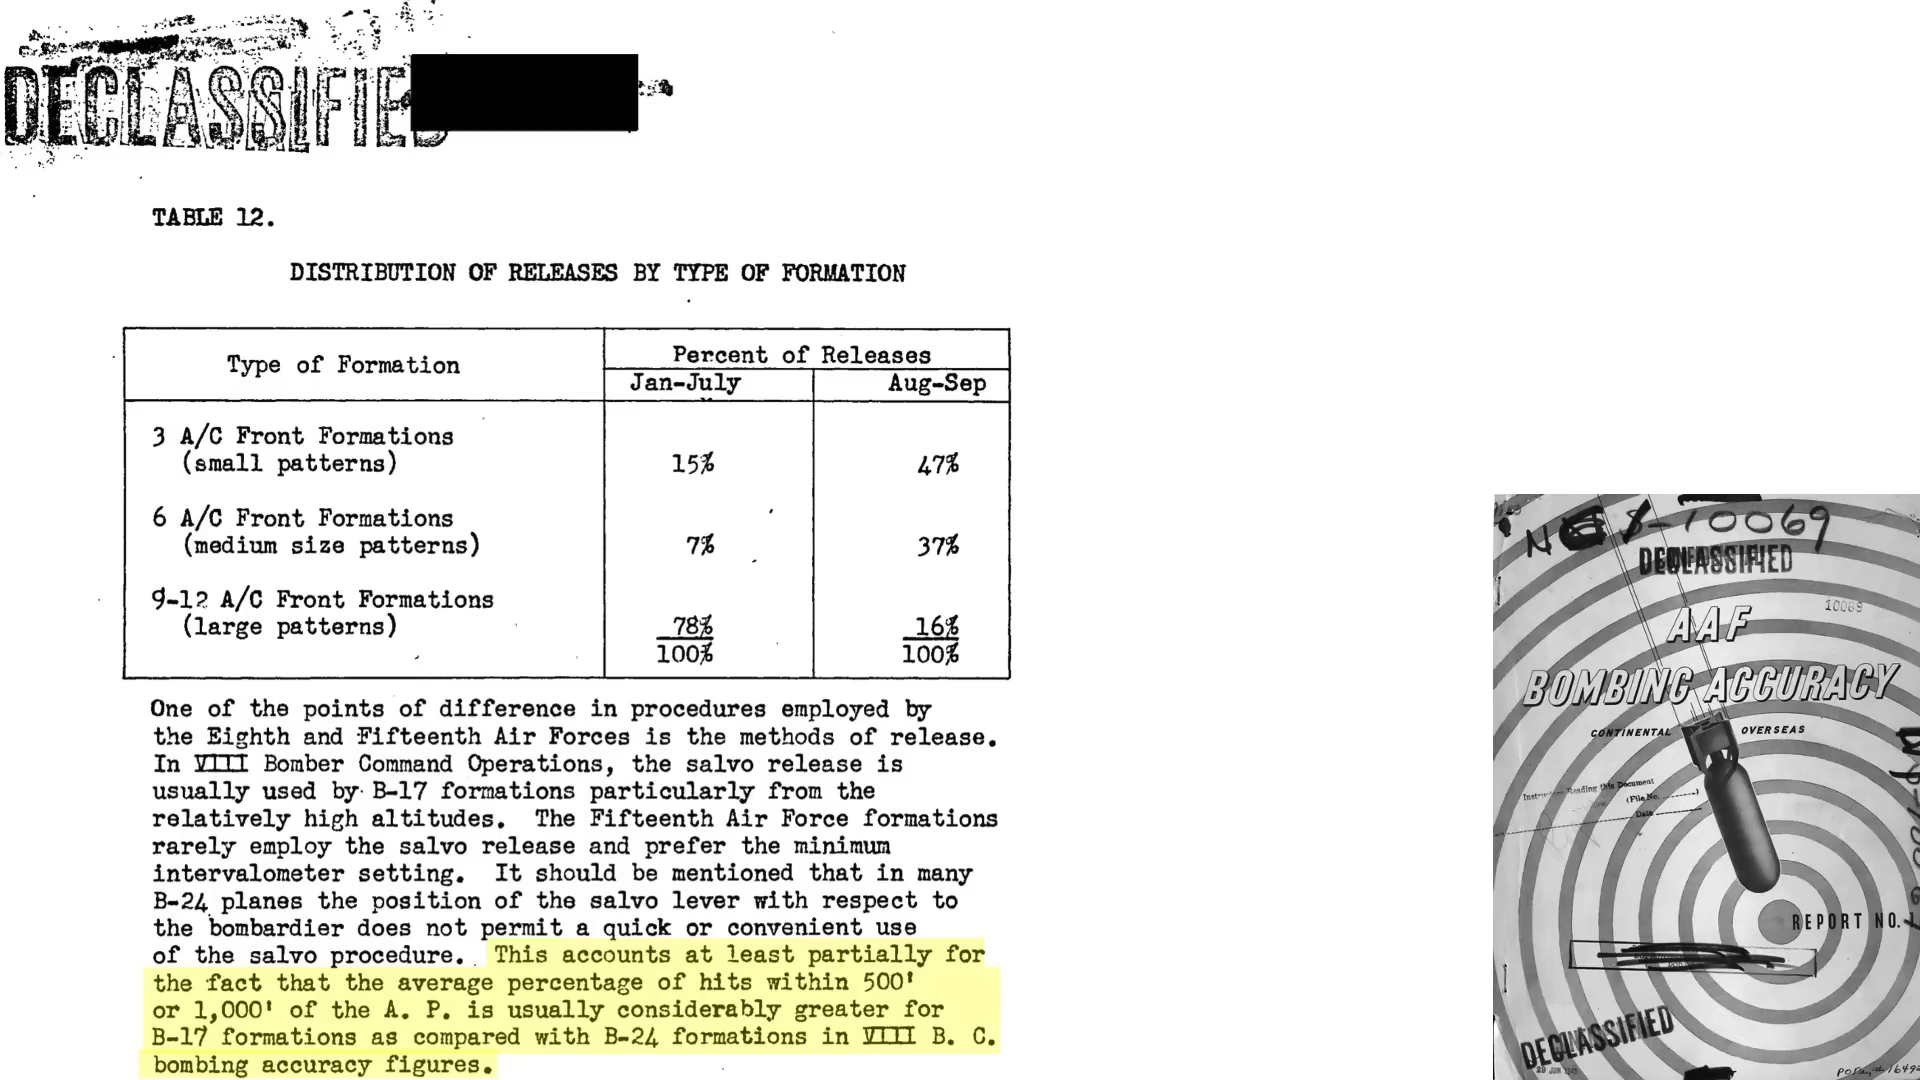 DECLASSIFIED
TABLE 12.
DISTRIBUTION OF RELEASES BY TYPE OF FORMATION
Type of Formation
Percent of Releases
Jan-July
Aug-Sep
3 A/C Front Formations
(small patterns)
15%
47%
6 A/C Front Formations
(medium size patterns)
7%
37%
9-12 A/C Front Formations
(large patterns)
78%
16%
100%
100%
One of the points of difference in procedures employed by
the Eighth and Fifteenth Air Forces is the methods of release.
In VIII Bomber Command Operations, the salvo release is
usually used by B-17 formations particularly from the
relatively high altitudes. The Fifteenth Air Force formations
rarely employ the salvo release and prefer the minimum
intervalometer setting. It should be mentioned that in many
B-24 planes the position of the salvo lever with respect to
the bombardier does not permit a quick or convenient use
of the salvo procedure. This accounts at least partially for
the fact that the average percentage of hits within 500'
or 1,000' of the A. P. is usually considerably greater for
B-17 formations as compared with B-24 formations in VIII B. C.
bombing accuracy figures.
10069
DECLASSIFIED
10069
AAF
BOMBING ACCURACY
CONTINENTAL OVERSEAS
Reading this Document
(File No.
Date
REPORT NO.
DECLASSIFIED